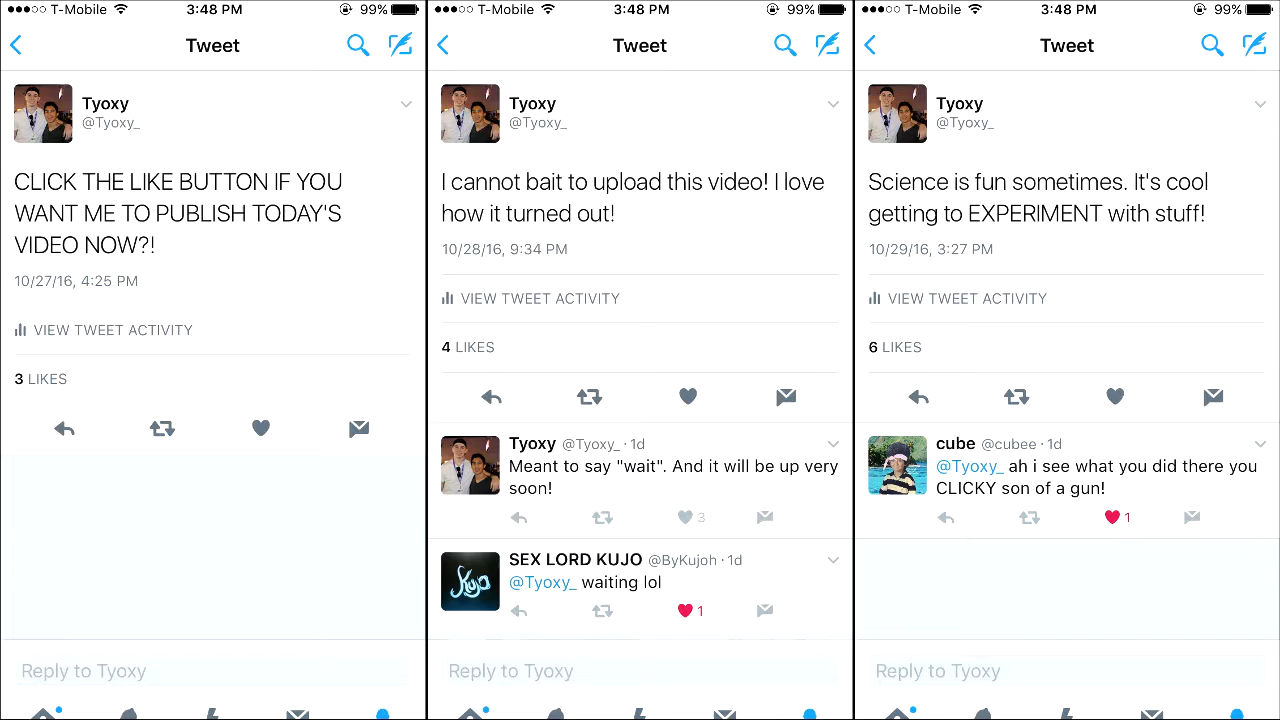 T-Mobile 3:48 PM 99%
Tweet
Tyoxy
@Tyoxy_
CLICK THE LIKE BUTTON IF YOU
WANT ME TO PUBLISH TODAY'S
VIDEO NOW?!
10/27/16, 4:25 PM
VIEW TWEET ACTIVITY
3 LIKES
Reply to Tyoxy
T-Mobile 3:48 PM 99%
Tweet
Tyoxy
@Tyoxy_
I cannot bait to upload this video! I love
how it turned out!
10/28/16, 9:34 PM
VIEW TWEET ACTIVITY
4 LIKES
Tyoxy @Tyoxy_ · 1d
Meant to say "wait". And it will be up very
soon!
3
SEX LORD KUJO @ByKujoh · 1d
@Tyoxy_ waiting lol
1
Kujo
Reply to Tyoxy
T-Mobile 3:48 PM 99%
Tweet
Tyoxy
@Tyoxy_
Science is fun sometimes. It's cool
getting to EXPERIMENT with stuff!
10/29/16, 3:27 PM
VIEW TWEET ACTIVITY
6 LIKES
cube @cubee · 1d
@Tyoxy_ ah i see what you did there you
CLICKY son of a gun!
1
Reply to Tyoxy